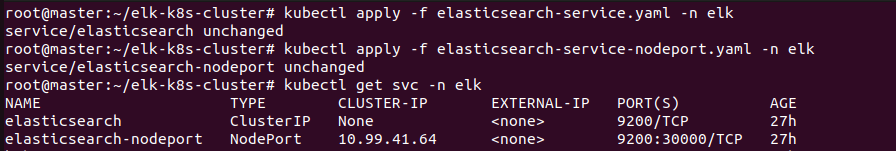 root@master:~/elk-k8s-cluster# kubectl apply -f elasticsearch-service.yaml -n elk
service/elasticsearch unchanged
root@master:~/elk-k8s-cluster# kubectl apply -f elasticsearch-service-nodeport.yaml -n elk
service/elasticsearch-nodeport unchanged
root@master:~/elk-k8s-cluster# kubectl get svc -n elk
NAME                     TYPE        CLUSTER-IP     EXTERNAL-IP   PORT(S)          AGE
elasticsearch            ClusterIP   None           <none>        9200/TCP         27h
elasticsearch-nodeport   NodePort    10.99.41.64    <none>        9200:30000/TCP   27h